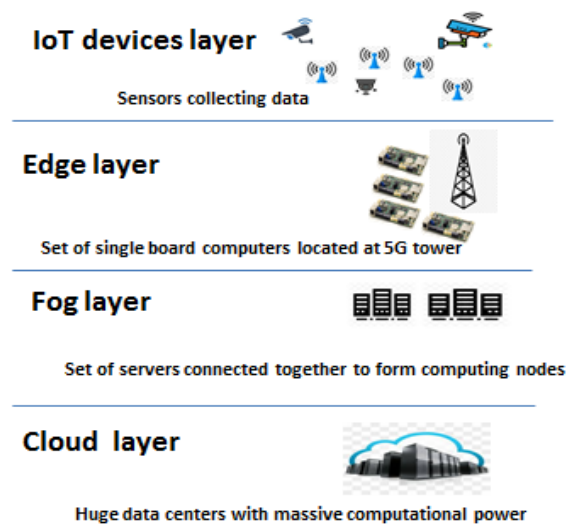 IoT devices layer
Sensors collecting data
Edge layer
Set of single board computers located at 5G tower
Fog layer
Set of servers connected together to form computing nodes
Cloud layer
Huge data centers with massive computational power